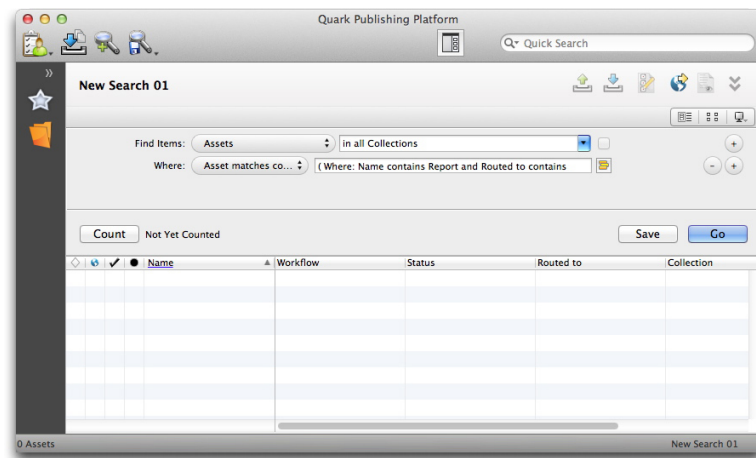 Quark Publishing Platform
Quick Search
New Search 01
Find Items: Assets in all Collections
Where: Asset matches co... ( Where: Name contains Report and Routed to contains
Count Not Yet Counted Save Go
Name Workflow Status Routed to Collection
0 Assets New Search 01